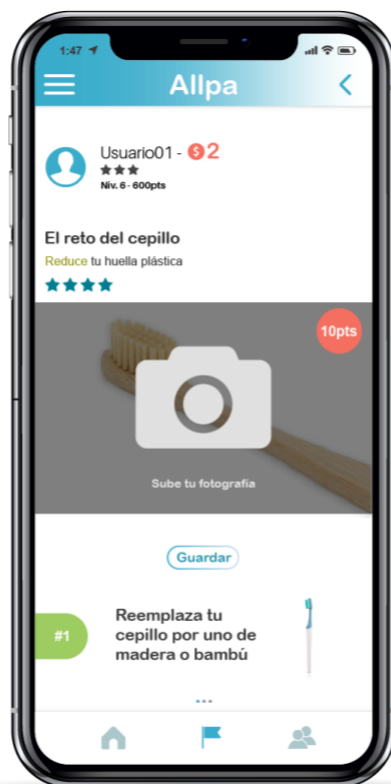 1:47
Allpa
Usuario01 - $2
★★★
Niv. 6 - 600pts
El reto del cepillo
Reduce tu huella plástica
★★★★
10pts
Sube tu fotografía
Guardar
#1
Reemplaza tu
cepillo por uno de
madera o bambú
...